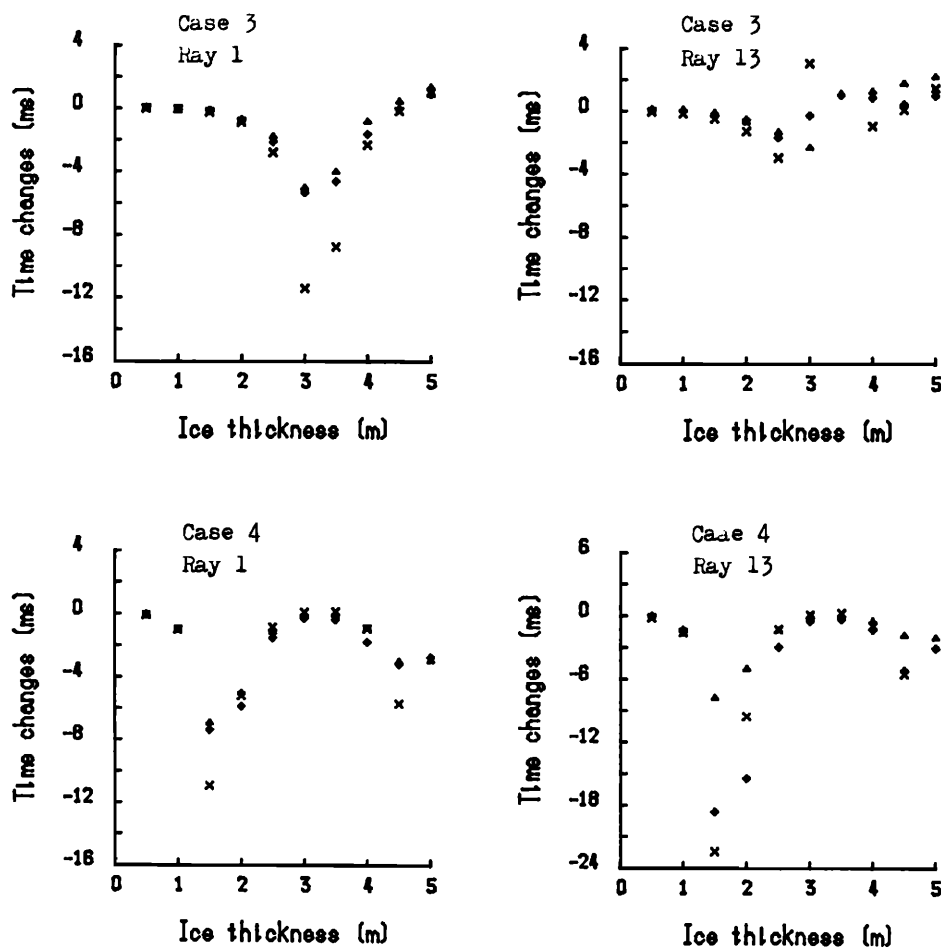 Case 3
Ray 1
4
0
-4
-8
-12
-16
Time changes (ms)
0 1 2 3 4 5
Ice thickness (m)
Case 3
Ray 13
4
0
-4
-8
-12
-16
Time changes (ms)
0 1 2 3 4 5
Ice thickness (m)
Case 4
Ray 1
4
0
-4
-8
-12
-16
Time changes (ms)
0 1 2 3 4 5
Ice thickness (m)
Case 4
Ray 13
6
0
-6
-12
-18
-24
Time changes (ms)
0 1 2 3 4 5
Ice thickness (m)